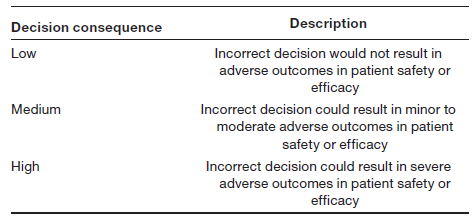 Decision consequence Description
Low Incorrect decision would not result in
adverse outcomes in patient safety or
efficacy
Medium Incorrect decision could result in minor to
moderate adverse outcomes in patient
safety or efficacy
High Incorrect decision could result in severe
adverse outcomes in patient safety or
efficacy